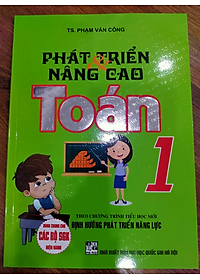 TS. PHẠM VĂN CÔNG
PHÁT TRIỂN
&
NÂNG CAO
Toán
1
THEO CHƯƠNG TRÌNH TIỂU HỌC MỚI
ĐỊNH HƯỚNG PHÁT TRIỂN NĂNG LỰC
DÙNG CHUNG CHO
CÁC BỘ SGK
HIỆN HÀNH
NHÀ XUẤT BẢN ĐẠI HỌC QUỐC GIA HÀ NỘI